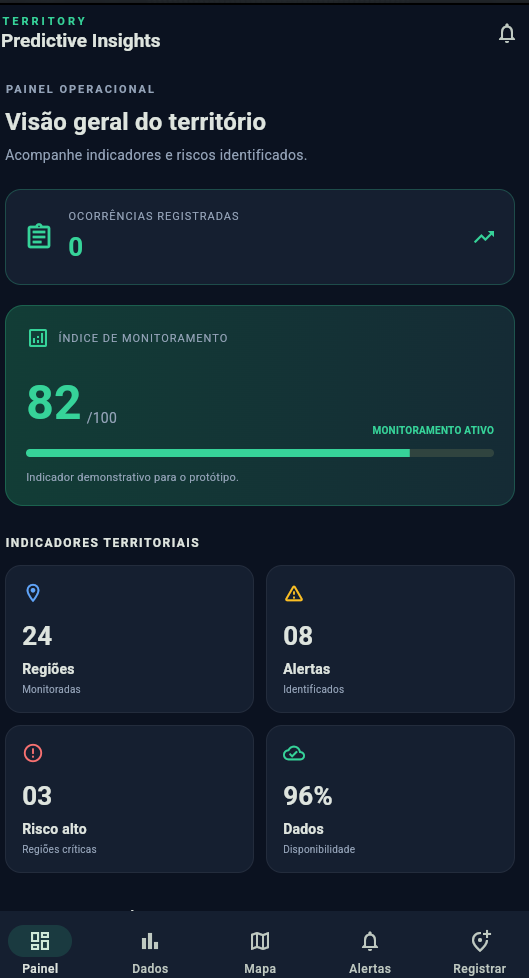 TERRITORY
Predictive Insights
PAINEL OPERACIONAL
Visão geral do território
Acompanhe indicadores e riscos identificados.
OCORRÊNCIAS REGISTRADAS
0
ÍNDICE DE MONITORAMENTO
82 /100
MONITORAMENTO ATIVO
Indicador demonstrativo para o protótipo.
INDICADORES TERRITORIAIS
24
Regiões
Monitoradas
08
Alertas
Identificados
03
Risco alto
Regiões críticas
96%
Dados
Disponibilidade
Painel
Dados
Mapa
Alertas
Registrar